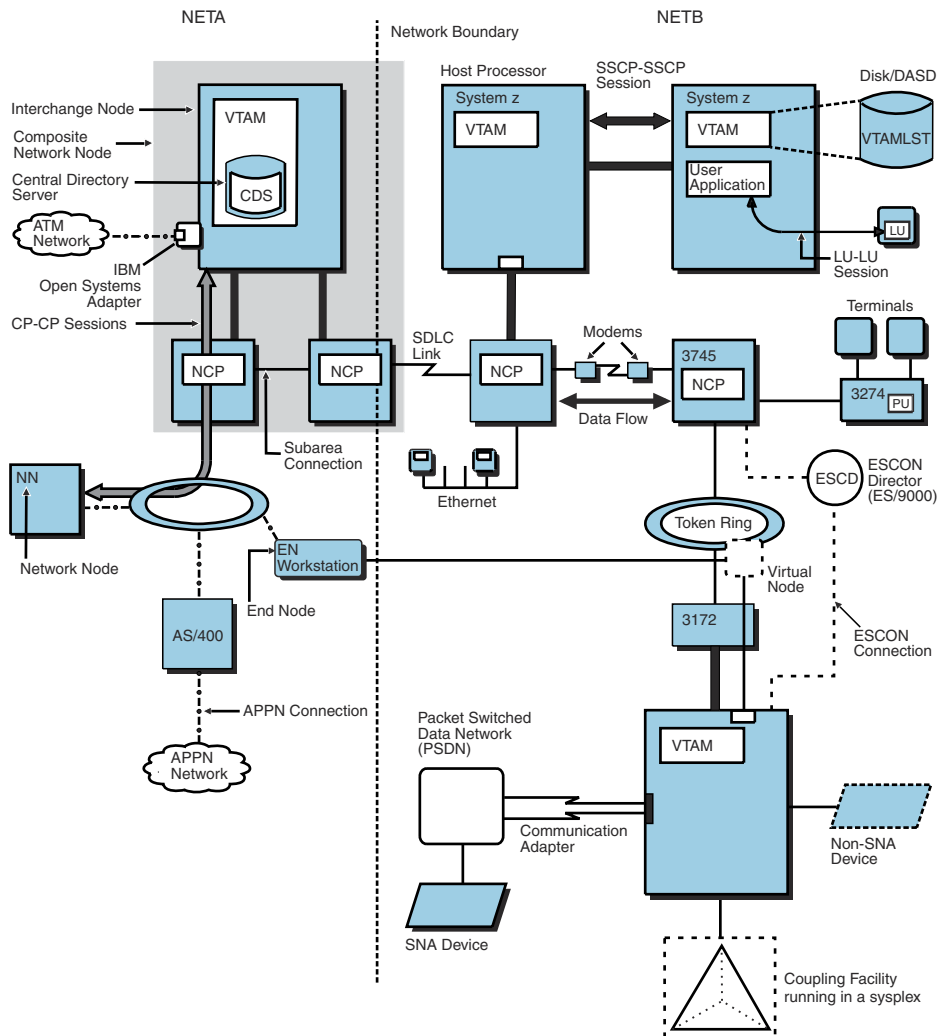 NETA
NETB
Network Boundary
Interchange Node
Composite
Network Node
Central Directory
Server
VTAM
CDS
ATM
Network
IBM
Open Systems
Adapter
CP-CP Sessions
NCP
NCP
Subarea
Connection
SDLC
Link
Host Processor
System z
VTAM
SSCP-SSCP
Session
System z
VTAM
User
Application
Disk/DASD
VTAMLST
LU
LU-LU
Session
NCP
Modems
Data Flow
3745
NCP
Terminals
3274
PU
Ethernet
ESCD
ESCON
Director
(ES/9000)
NN
Network Node
EN
Workstation
End Node
Token Ring
Virtual
Node
AS/400
3172
ESCON
Connection
APPN Connection
APPN
Network
Packet Switched
Data Network
(PSDN)
VTAM
Communication
Adapter
SNA Device
Non-SNA
Device
Coupling Facility
running in a sysplex